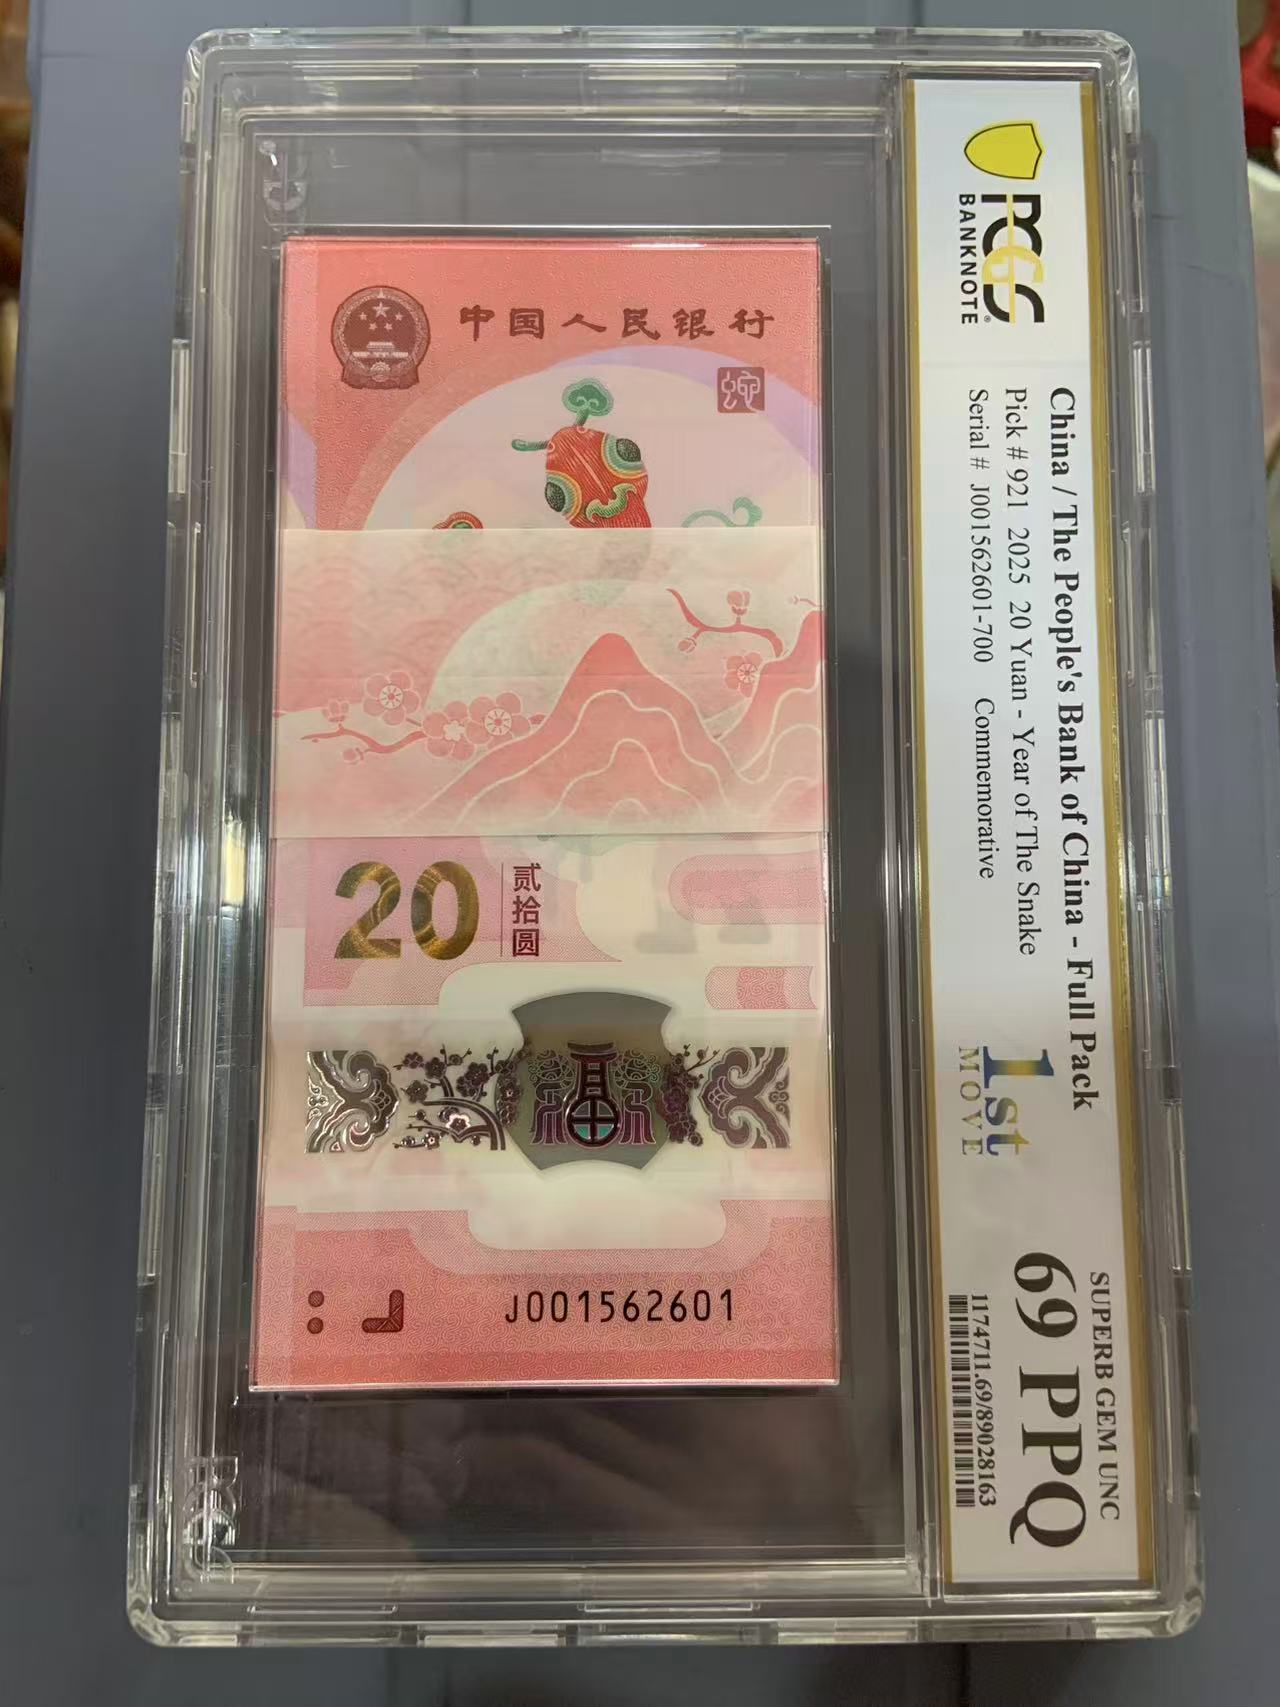 中国人民银行
蛇
20
贰拾圆
J001562601
PCGS
BANKNOTE®
China / The People's Bank of China - Full Pack
Pick # 921 2025 20 Yuan - Year of The Snake
Serial # J001562601-700 Commemorative
1st
MOVE
SUPERB GEM UNC
69 PPQ
1174711.69/89028163